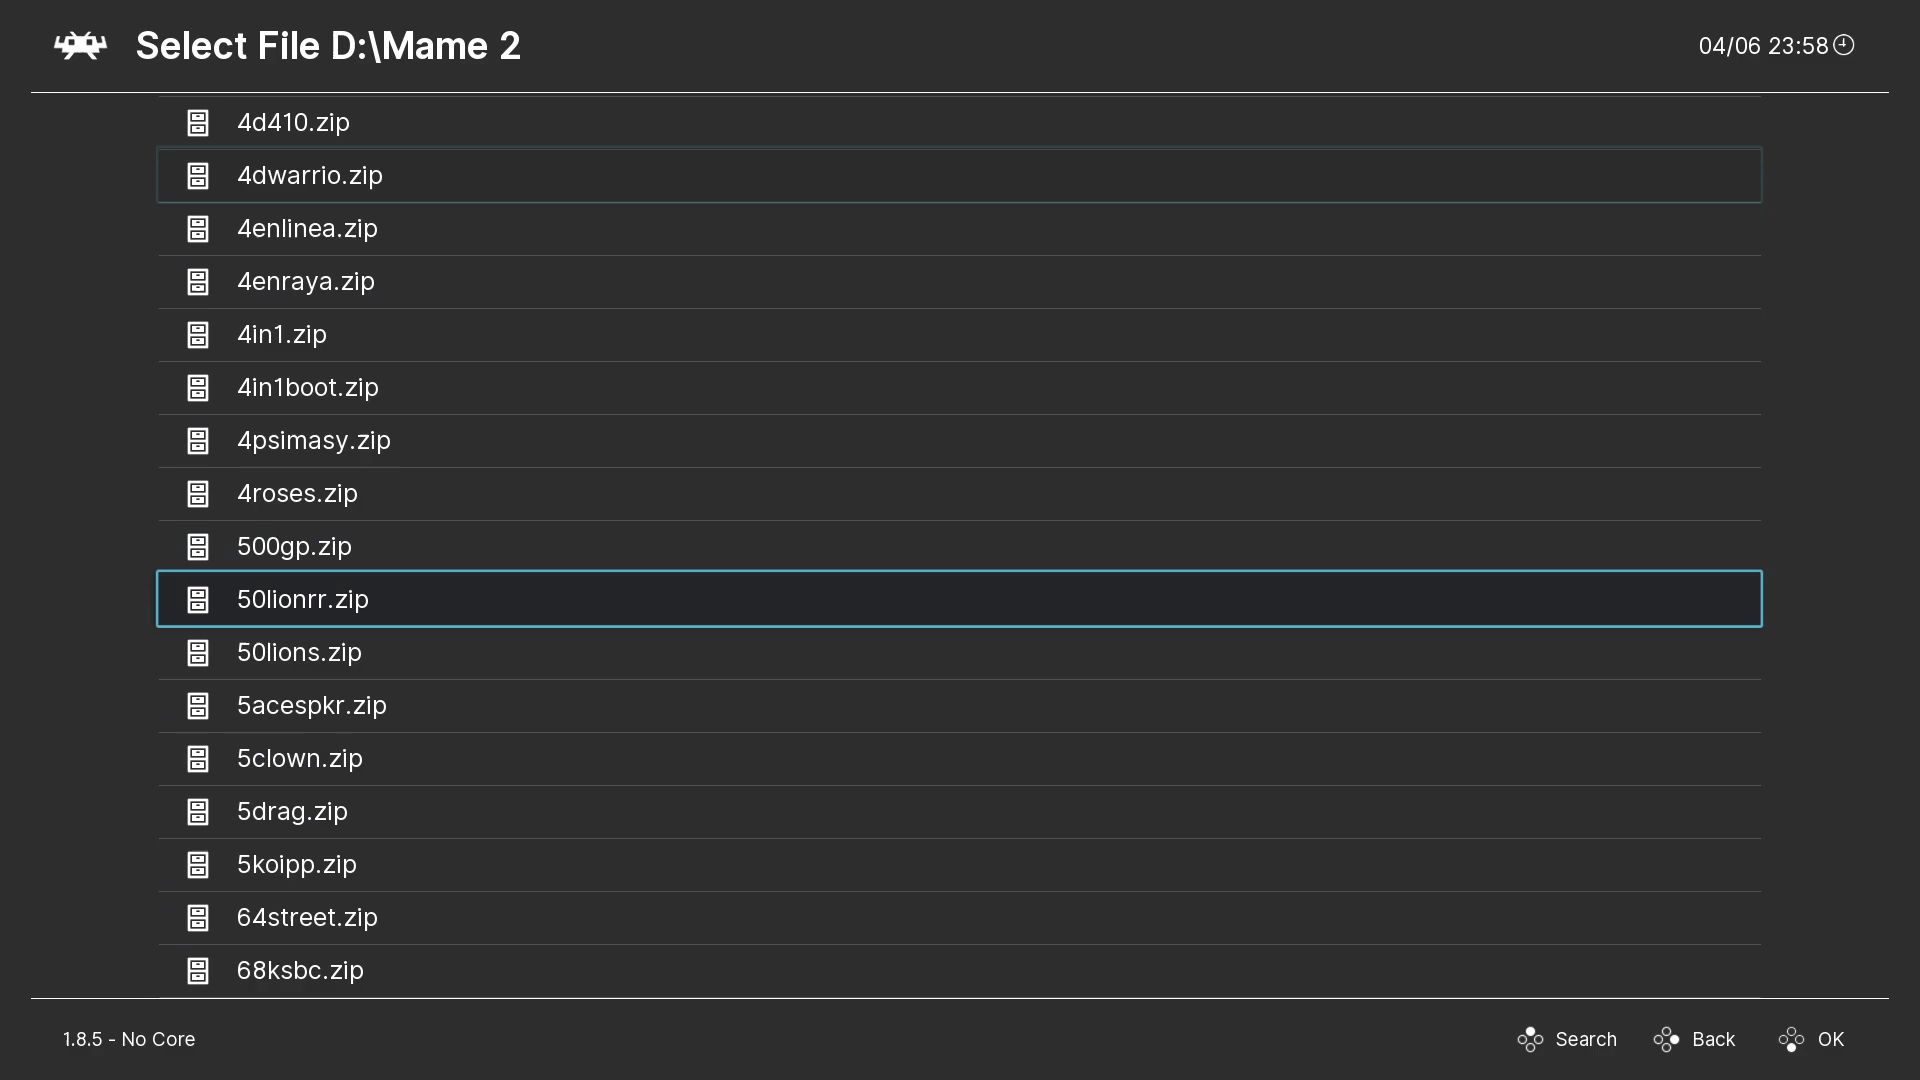 Select File D:\Mame 2
04/06 23:58
4d410.zip
4dwarrio.zip
4enlinea.zip
4enraya.zip
4in1.zip
4in1boot.zip
4psimasy.zip
4roses.zip
500gp.zip
50lionrr.zip
50lions.zip
5acespkr.zip
5clown.zip
5drag.zip
5koipp.zip
64street.zip
68ksbc.zip
1.8.5 - No Core
Search
Back
OK